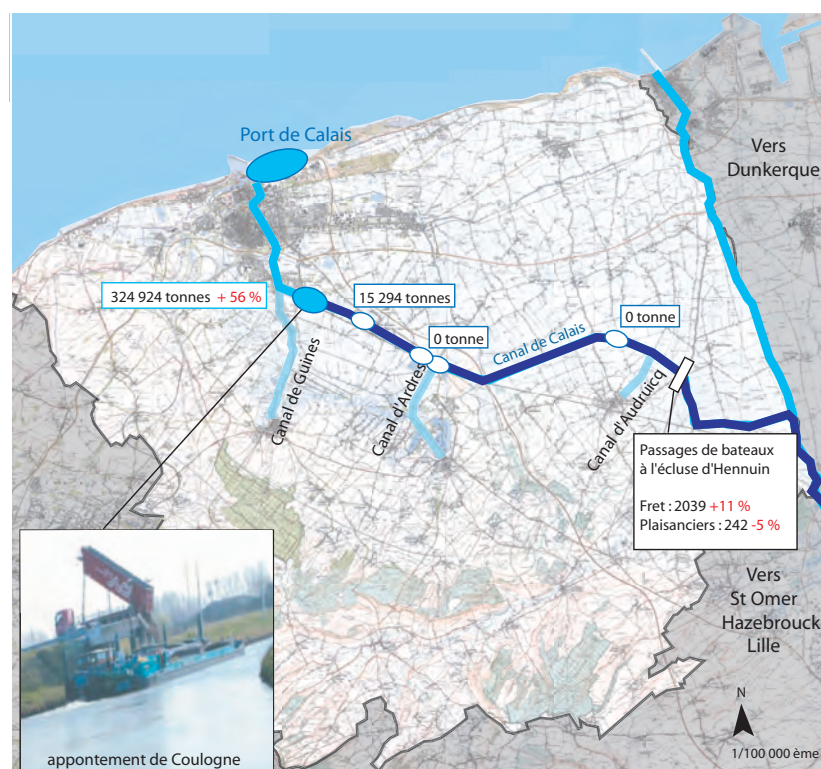 Port de Calais
Vers
Dunkerque
324 924 tonnes + 56 %
15 294 tonnes
0 tonne
0 tonne
Canal de Calais
Canal de Guines
Canal d'Ardres
Canal d'Audruicq
Passages de bateaux
à l'écluse d'Hennuin
Fret : 2039 +11 %
Plaisanciers : 242 -5 %
Vers
St Omer
Hazebrouck
Lille
N
1/100 000 ème
appontement de Coulogne